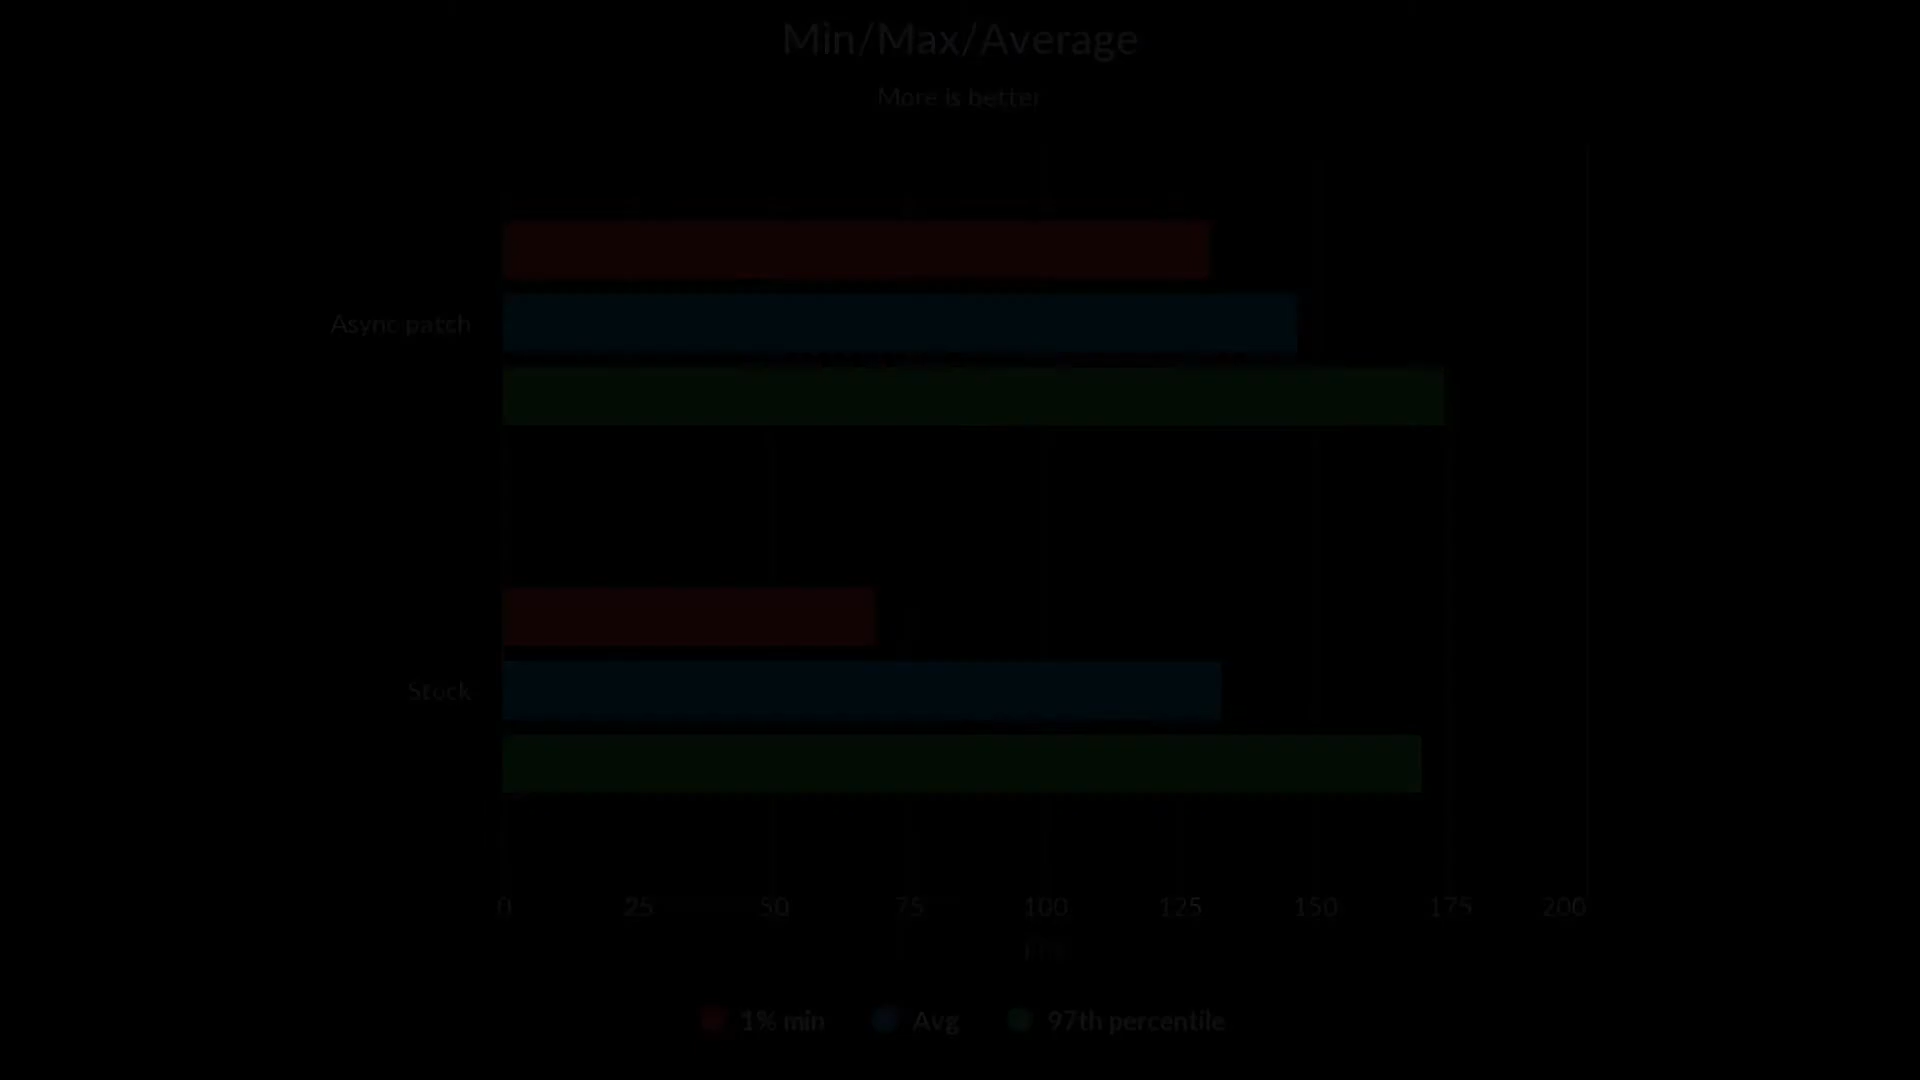 Min/Max/Average
More is better
Async patch
Stock
0 25 50 75 100 125 150 175 200
1% min Avg 97th percentile